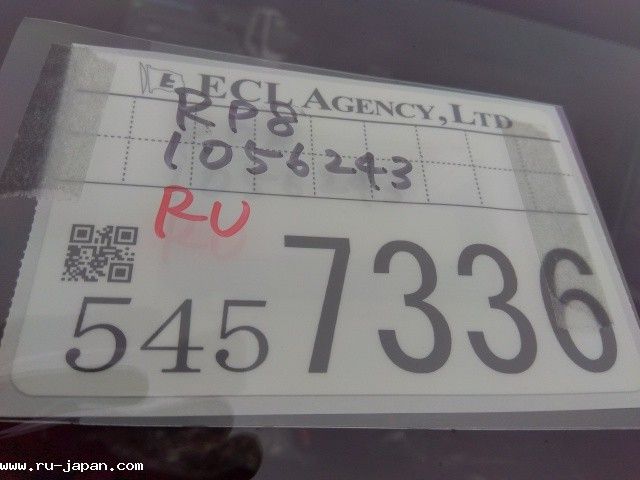 E ECL AGENCY, LTD
RP8
1056243
RU
545 7336
www.ru-japan.com